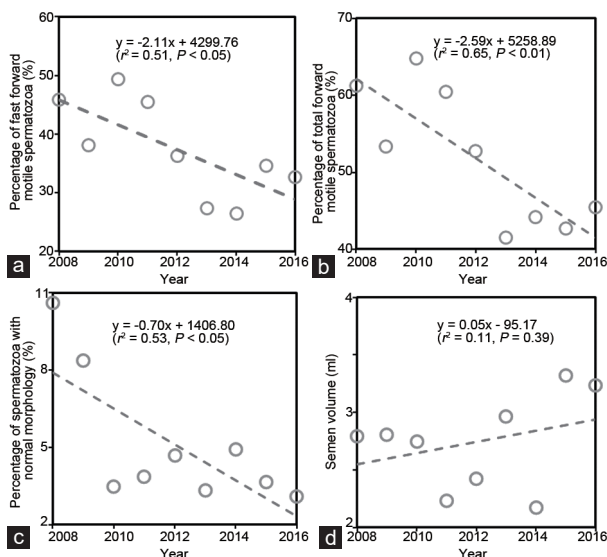 y = -2.11x + 4299.76
(r² = 0.51, P < 0.05)
60
50
40
30
20
Percentage of fast forward
motile spermatozoa (%)
2008
2010
2012
2014
2016
Year
a
y = -2.59x + 5258.89
(r² = 0.65, P < 0.01)
70
60
50
40
Percentage of total forward
motile spermatozoa (%)
2008
2010
2012
2014
2016
Year
b
y = -0.70x + 1406.80
(r² = 0.53, P < 0.05)
11
8
5
2
Percentage of spermatozoa with
normal morphology (%)
2008
2010
2012
2014
2016
Year
c
y = 0.05x - 95.17
(r² = 0.11, P = 0.39)
4
3
2
Semen volume (ml)
2008
2010
2012
2014
2016
Year
d